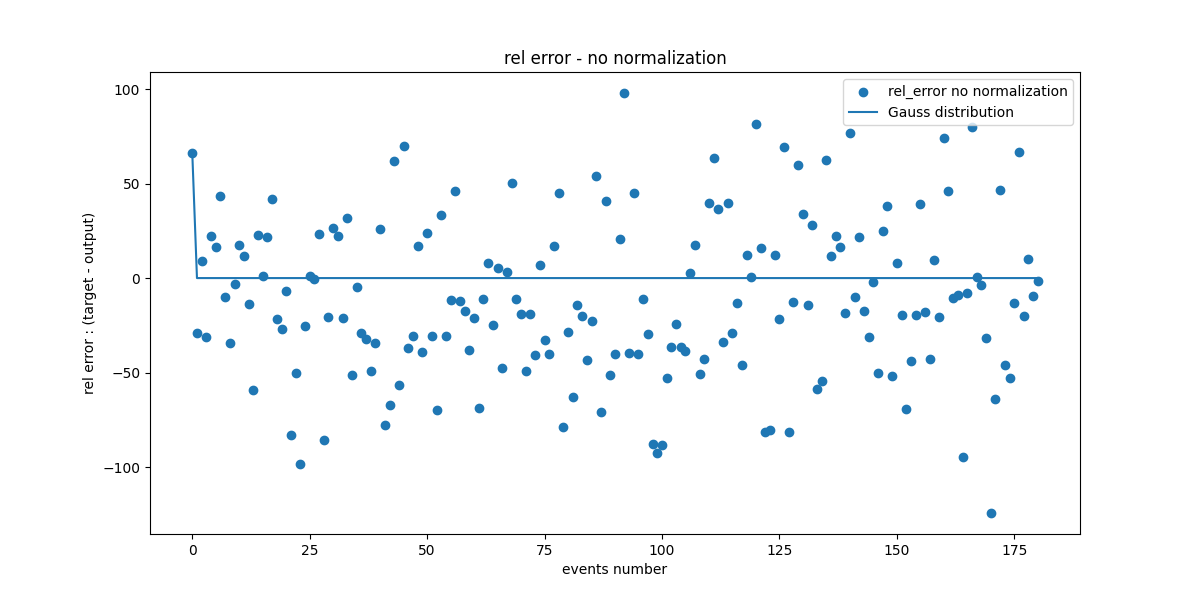 rel error - no normalization
rel_error no normalization
Gauss distribution
rel error : (target - output)
100
50
0
−50
−100
0
25
50
75
100
125
150
175
events number